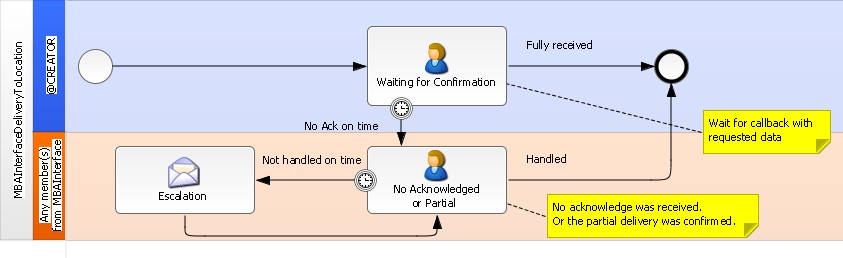 MBAInterfaceDeliveryToLocation
@CREATOR
Waiting for Confirmation
Fully received
Wait for callback with
requested data
No Ack on time
Any member(s)
from MBAInterface
Escalation
Not handled on time
No Acknowledged
or Partial
Handled
No acknowledge was received.
Or the partial delivery was confirmed.